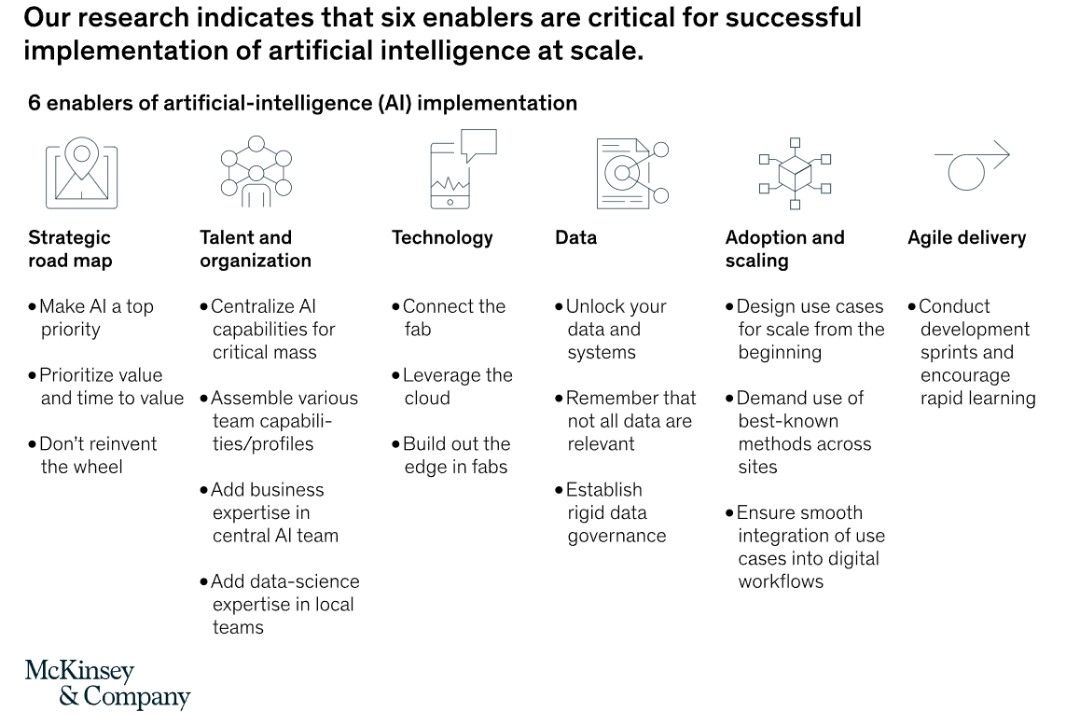 Our research indicates that six enablers are critical for successful
implementation of artificial intelligence at scale.
6 enablers of artificial-intelligence (AI) implementation
Strategic
road map
• Make AI a top
priority
• Prioritize value
and time to value
• Don’t reinvent
the wheel
Talent and
organization
• Centralize AI
capabilities for
critical mass
• Assemble various
team capabili-
ties/profiles
• Add business
expertise in
central AI team
• Add data-science
expertise in local
teams
Technology
• Connect the
fab
• Leverage the
cloud
• Build out the
edge in fabs
Data
• Unlock your
data and
systems
• Remember that
not all data are
relevant
• Establish
rigid data
governance
Adoption and
scaling
• Design use cases
for scale from the
beginning
• Demand use of
best-known
methods across
sites
• Ensure smooth
integration of use
cases into digital
workflows
Agile delivery
• Conduct
development
sprints and
encourage
rapid learning
McKinsey
& Company